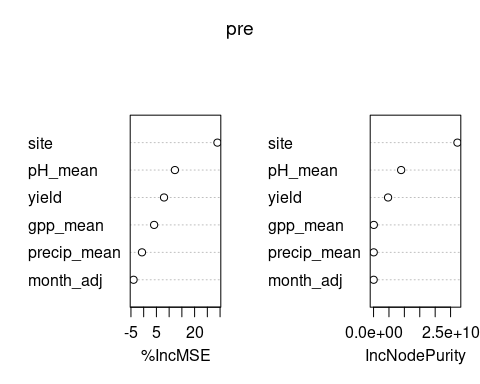 pre
site
pH_mean
yield
gpp_mean
precip_mean
month_adj
-5 5 20
%IncMSE
site
pH_mean
yield
gpp_mean
precip_mean
month_adj
0.0e+00 2.5e+10
IncNodePurity